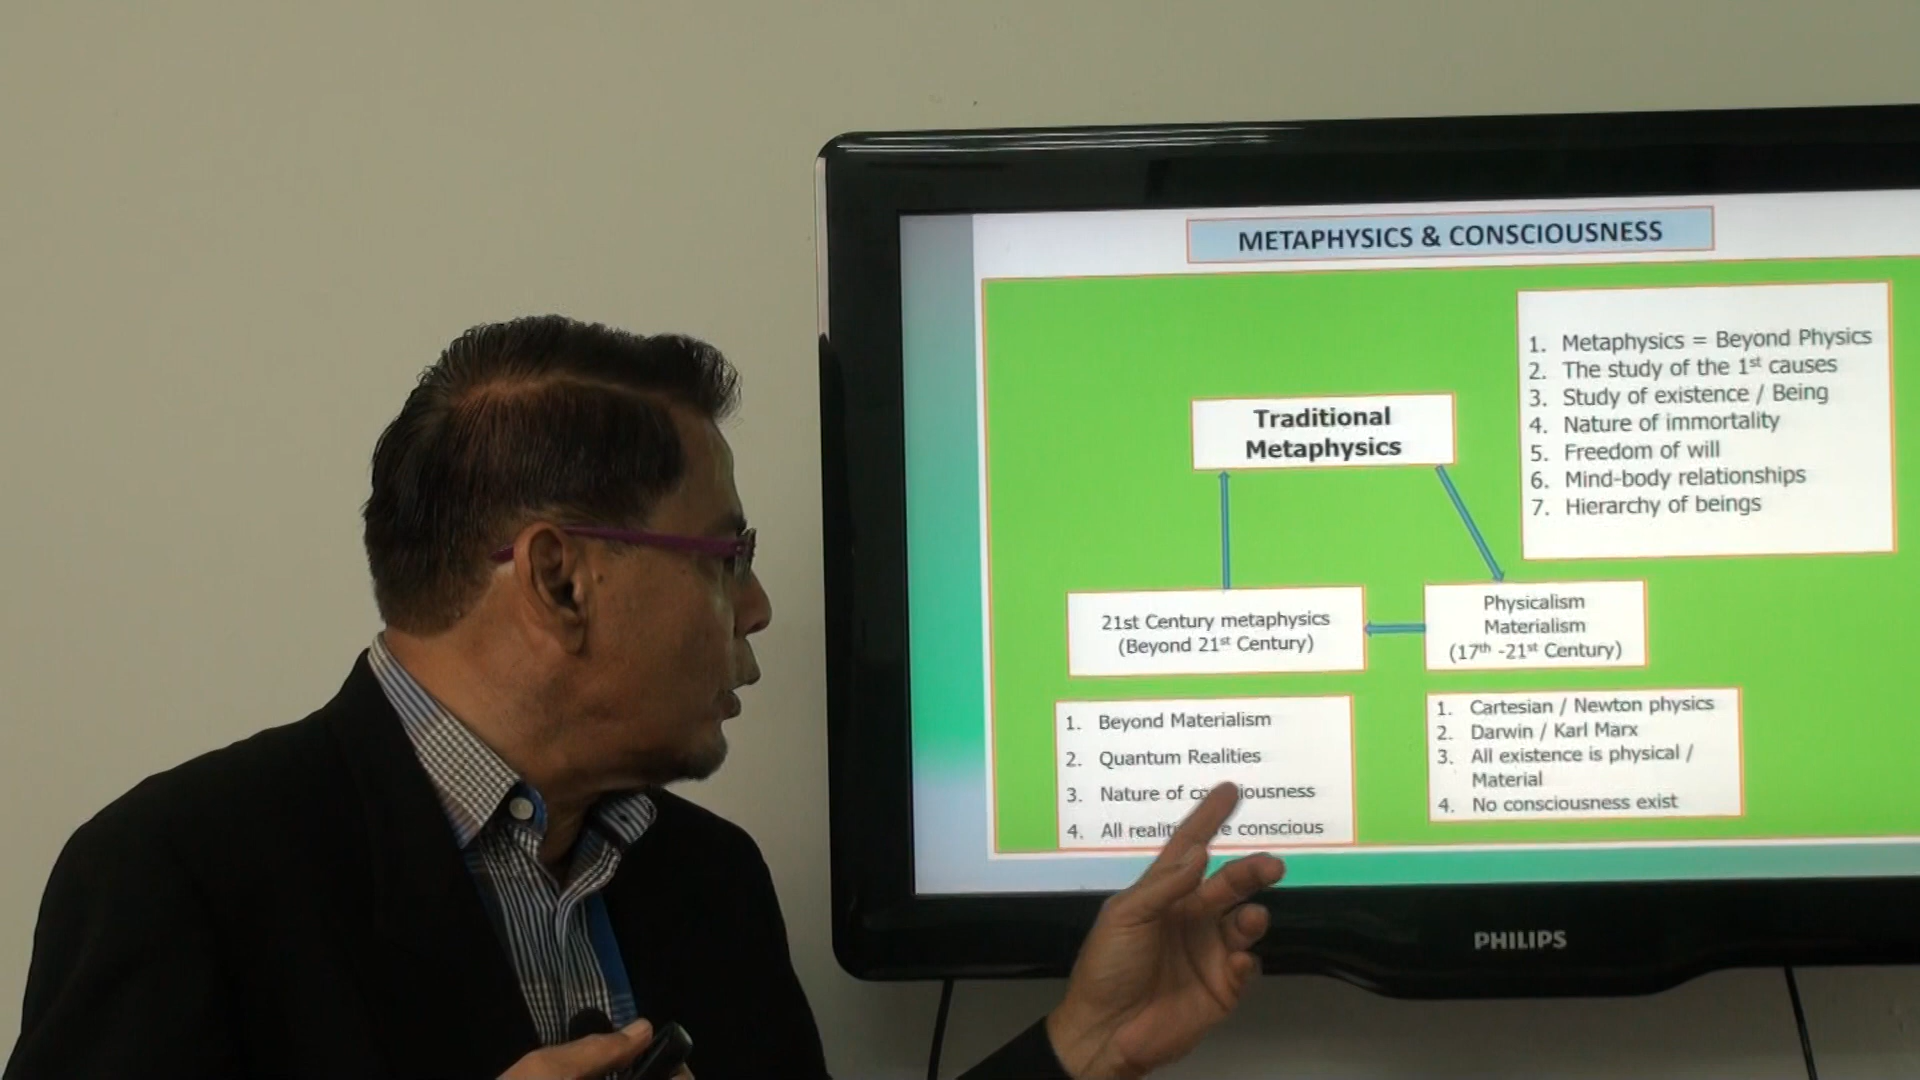 METAPHYSICS & CONSCIOUSNESS
1. Metaphysics = Beyond Physics
2. The study of the 1st causes
3. Study of existence / Being
4. Nature of immortality
5. Freedom of will
6. Mind-body relationships
7. Hierarchy of beings
Traditional
Metaphysics
21st Century metaphysics
(Beyond 21st Century)
Physicalism
Materialism
(17th -21st Century)
1. Beyond Materialism
2. Quantum Realities
3. Nature of consciousness
4. All realit e conscious
1. Cartesian / Newton physics
2. Darwin / Karl Marx
3. All existence is physical /
Material
4. No consciousness exist
PHILIPS